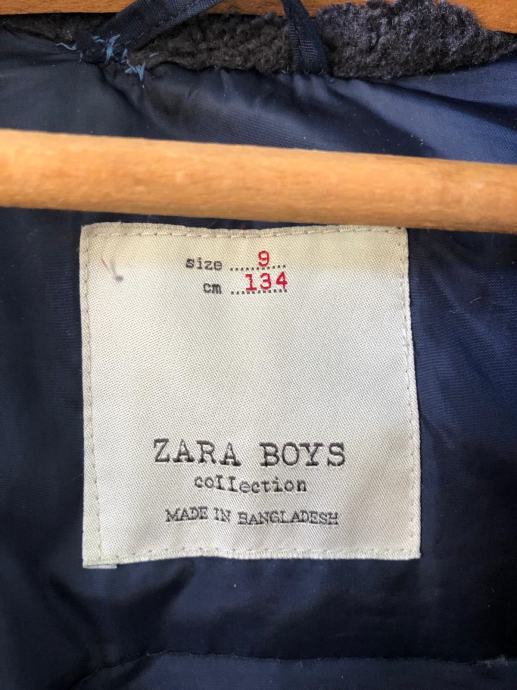 size 9
cm 134
ZARA BOYS
collection
MADE IN BANGLADESH